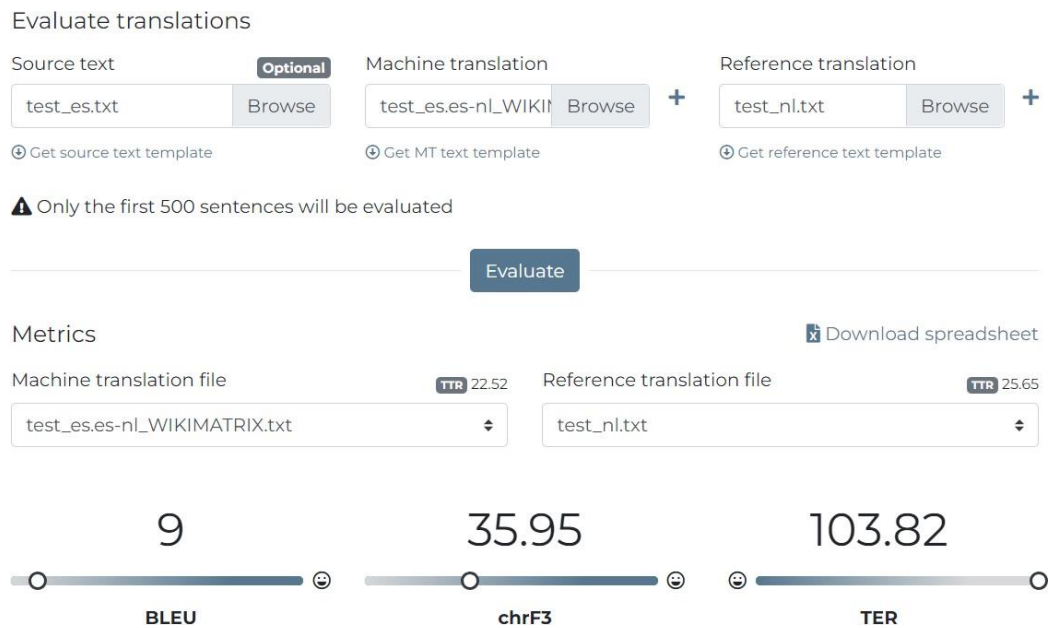 Evaluate translations
Source text Optional Machine translation Reference translation
test_es.txt Browse test_es.es-nl_WIKI Browse + test_nl.txt Browse +
Get source text template Get MT text template Get reference text template
Only the first 500 sentences will be evaluated
Evaluate
Metrics Download spreadsheet
Machine translation file TTR 22.52 Reference translation file TTR 25.65
test_es.es-nl_WIKIMATRIX.txt test_nl.txt
9 35.95 103.82
BLEU chrF3 TER